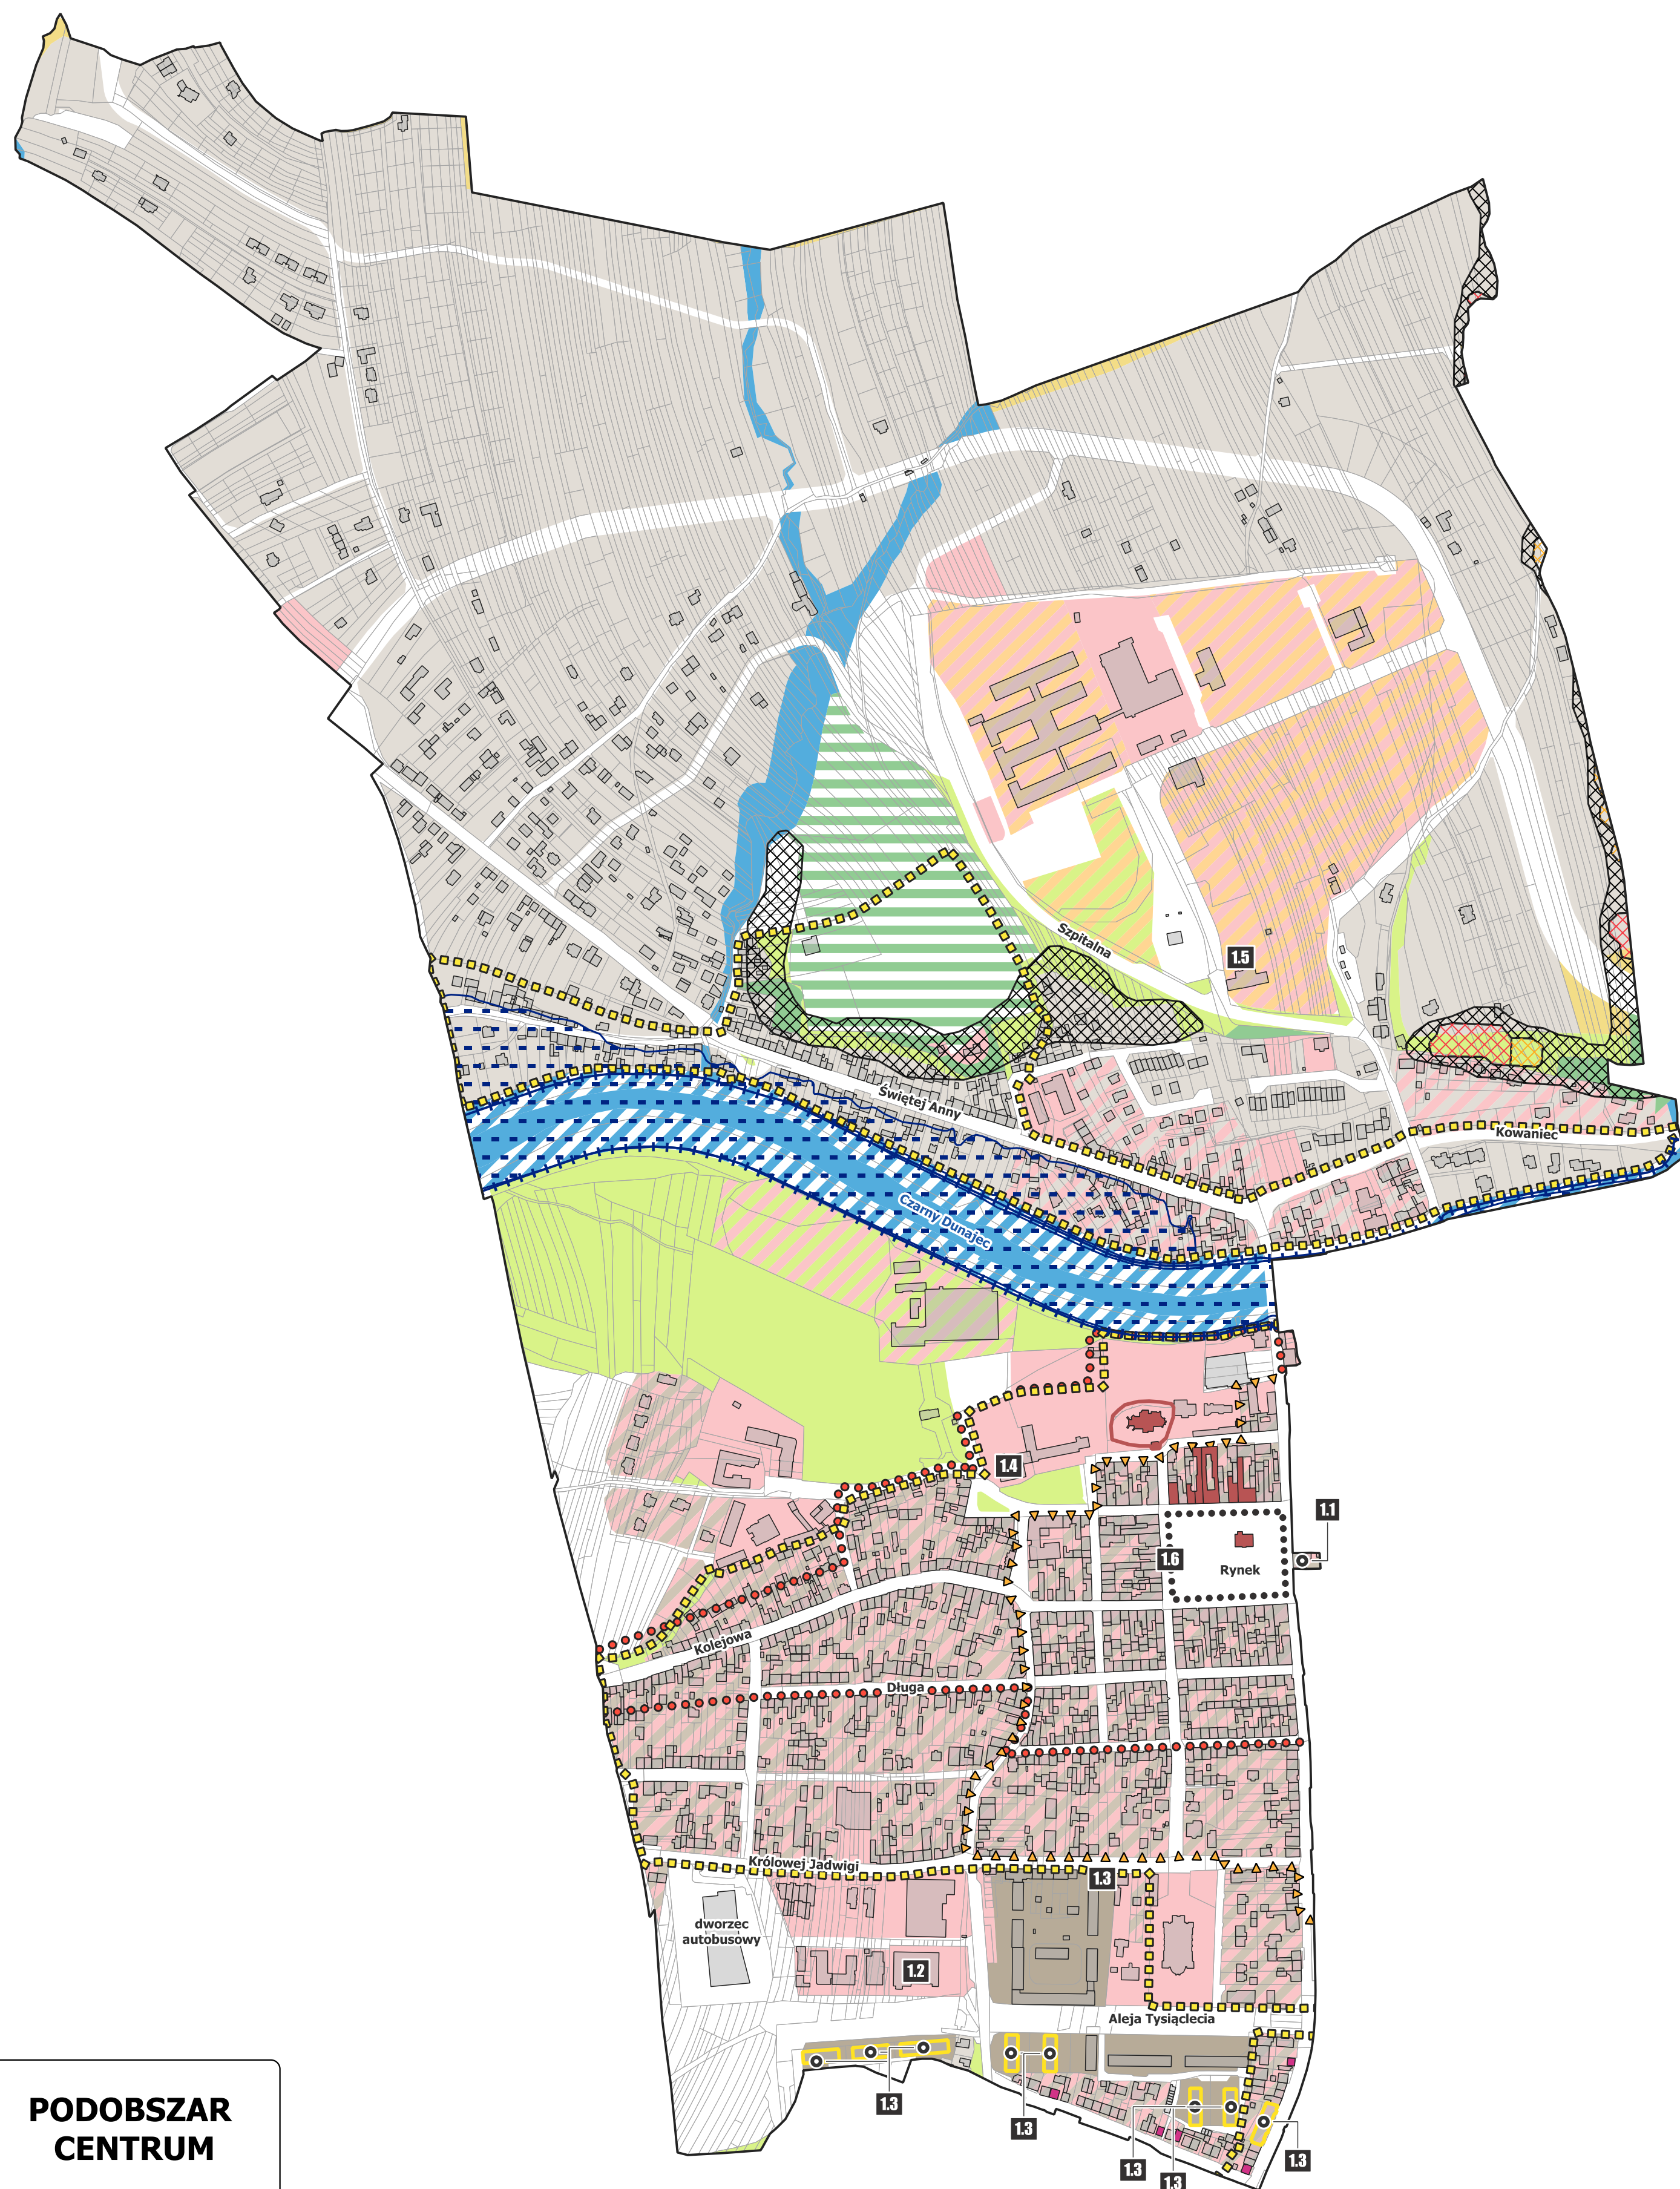 Szpitalna
1.5
Świętej Anny
Kowaniec
Czarny Dunajec
1.4
1.1
1.6
Rynek
Kolejowa
Długa
Królowej Jadwigi
1.3
dworzec
autobusowy
1.2
Aleja Tysiąclecia
1.3
1.3
1.3
1.3
1.3
PODOBSZAR
CENTRUM